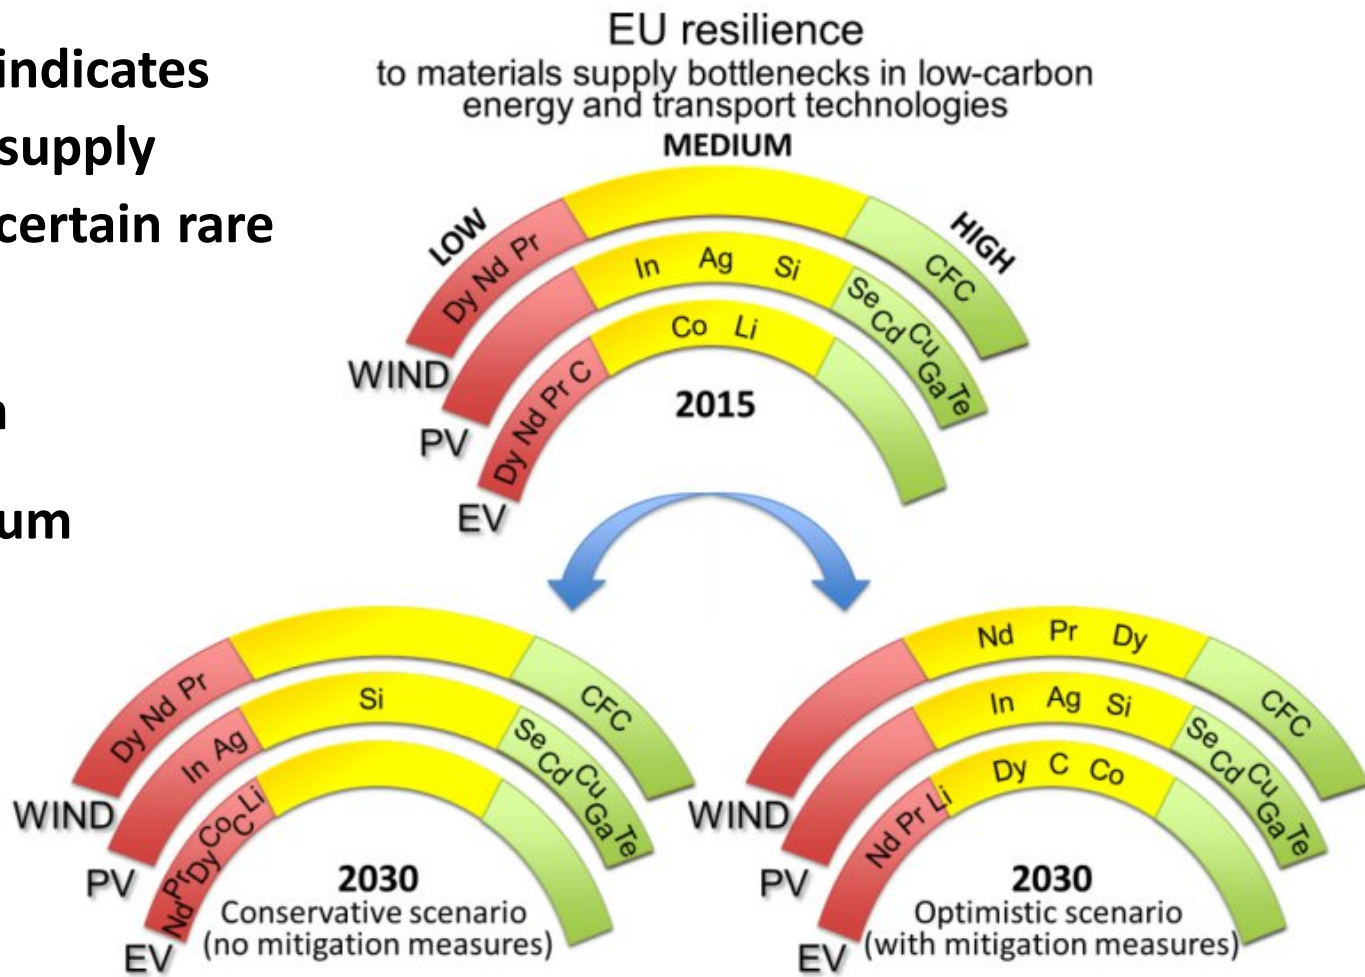 indicates
supply
certain rare
um
EU resilience
to materials supply bottlenecks in low-carbon
energy and transport technologies
MEDIUM
LOW
HIGH
Dy Nd Pr
CFC
WIND
In Ag Si
Se Cd Cu Ga Te
PV
Dy Nd Pr C
Co Li
EV
2015
Dy Nd Pr
CFC
WIND
In Ag
Si
Se Cd Cu Ga Te
PV
Nd Pr Dy Co C Li
EV
2030
Conservative scenario
(no mitigation measures)
Nd Pr Dy
CFC
WIND
In Ag Si
Se Cd Cu Ga Te
PV
Nd Pr Li
Dy C Co
EV
2030
Optimistic scenario
(with mitigation measures)